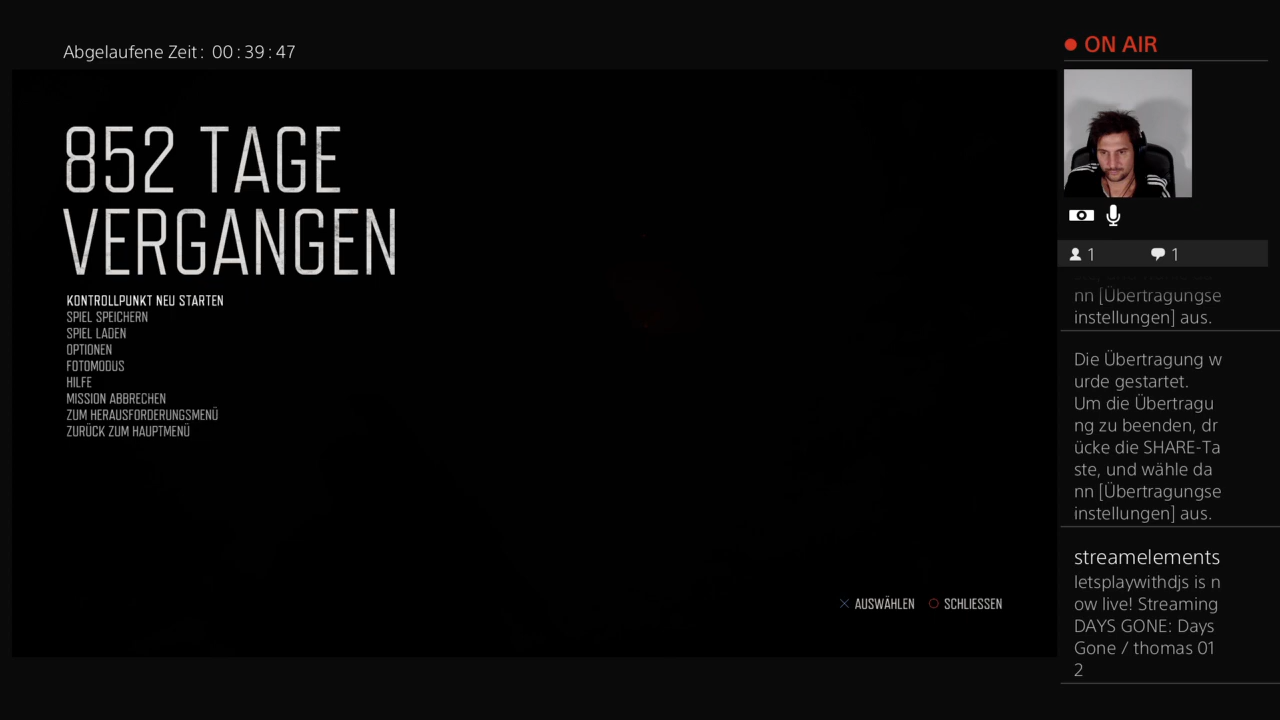 Abgelaufene Zeit: 00:39:47
ON AIR
852 TAGE
VERGANGEN
KONTROLLPUNKT NEU STARTEN
SPIEL SPEICHERN
SPIEL LADEN
OPTIONEN
FOTOMODUS
HILFE
MISSION ABBRECHEN
ZUM HERAUSFORDERUNGSMENÜ
ZURÜCK ZUM HAUPTMENÜ
AUSWÄHLEN
SCHLIESSEN
1
1
nn [Übertragungse
instellungen] aus.
Die Übertragung w
urde gestartet.
Um die Übertragu
ng zu beenden, dr
ücke die SHARE-Ta
ste, und wähle da
nn [Übertragungse
instellungen] aus.
streamelements
letsplaywithdjs is n
ow live! Streaming
DAYS GONE: Days
Gone / thomas 01
2